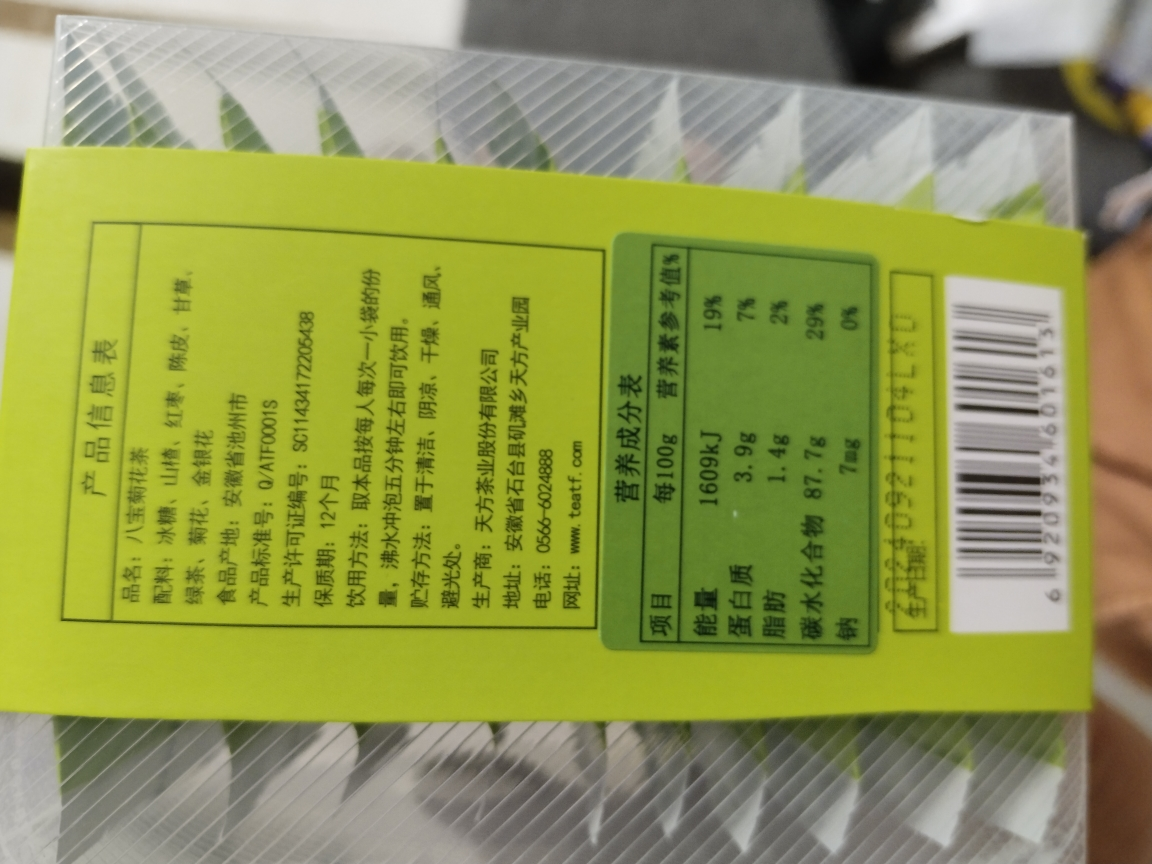 产品信息表
品名：八宝菊花茶
配料：冰糖、山楂、红枣、陈皮、甘草、
绿茶、菊花、金银花
食品产地：安徽省池州市
产品标准号：Q/ATF0001S
生产许可证编号：SC11434172205438
保质期：12个月
饮用方法：取本品按每人每次一小袋的份
量，沸水冲泡五分钟左右即可饮用。
贮存方法：置于清洁、阴凉、干燥、通风、
避光处。
生产商：天方茶业股份有限公司
地址：安徽省石台县矶滩乡天方产业园
电话：0566-6024888
网址：www.teatf.com
营养成分表
项目 每100g 营养素参考值%
能量 1609kJ 19%
蛋白质 3.9g 7%
脂肪 1.4g 2%
碳水化合物 87.7g 29%
钠 7mg 0%
生产日期:
6 920934 601613